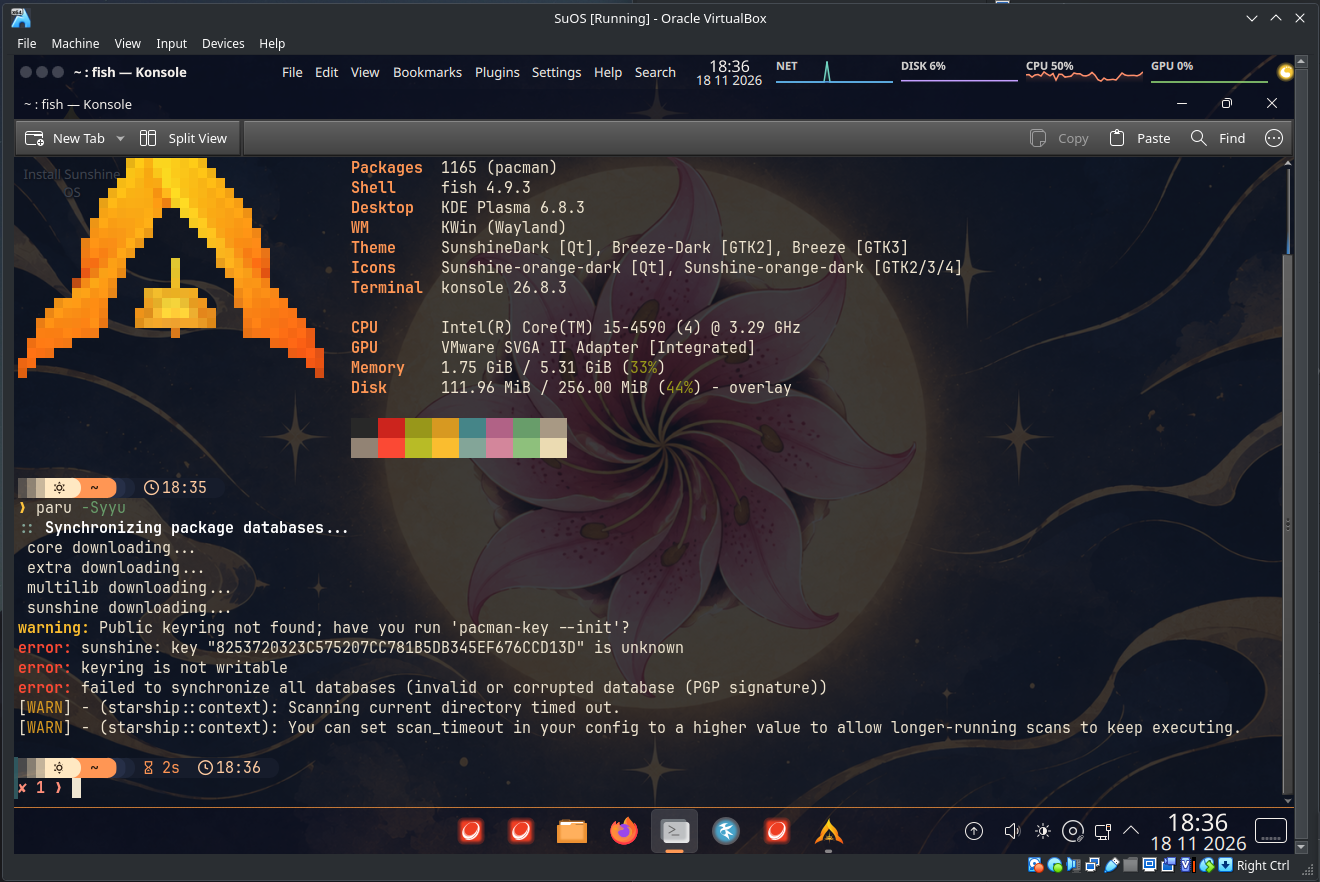 SuOS [Running] - Oracle VirtualBox
File Machine View Input Devices Help
~ : fish — Konsole
File Edit View Bookmarks Plugins Settings Help Search
18:36
18 11 2026
NET
DISK 6%
CPU 50%
GPU 0%
~ : fish — Konsole
New Tab
Split View
Copy
Paste
Find
Install Sunshine
OS
Packages 1165 (pacman)
Shell fish 4.9.3
Desktop KDE Plasma 6.8.3
WM KWin (Wayland)
Theme SunshineDark [Qt], Breeze-Dark [GTK2], Breeze [GTK3]
Icons Sunshine-orange-dark [Qt], Sunshine-orange-dark [GTK2/3/4]
Terminal konsole 26.8.3
CPU Intel(R) Core(TM) i5-4590 (4) @ 3.29 GHz
GPU VMware SVGA II Adapter [Integrated]
Memory 1.75 GiB / 5.31 GiB (33%)
Disk 111.96 MiB / 256.00 MiB (44%) - overlay
~ 18:35
❯ paru -Syyu
:: Synchronizing package databases...
core downloading...
extra downloading...
multilib downloading...
sunshine downloading...
warning: Public keyring not found; have you run 'pacman-key --init'?
error: sunshine: key "8253720323C575207CC781B5DB345EF676CCD13D" is unknown
error: keyring is not writable
error: failed to synchronize all databases (invalid or corrupted database (PGP signature))
[WARN] - (starship::context): Scanning current directory timed out.
[WARN] - (starship::context): You can set scan_timeout in your config to a higher value to allow longer-running scans to keep executing.
~ 2s 18:36
✘ 1 ❯
18:36
18 11 2026
Right Ctrl